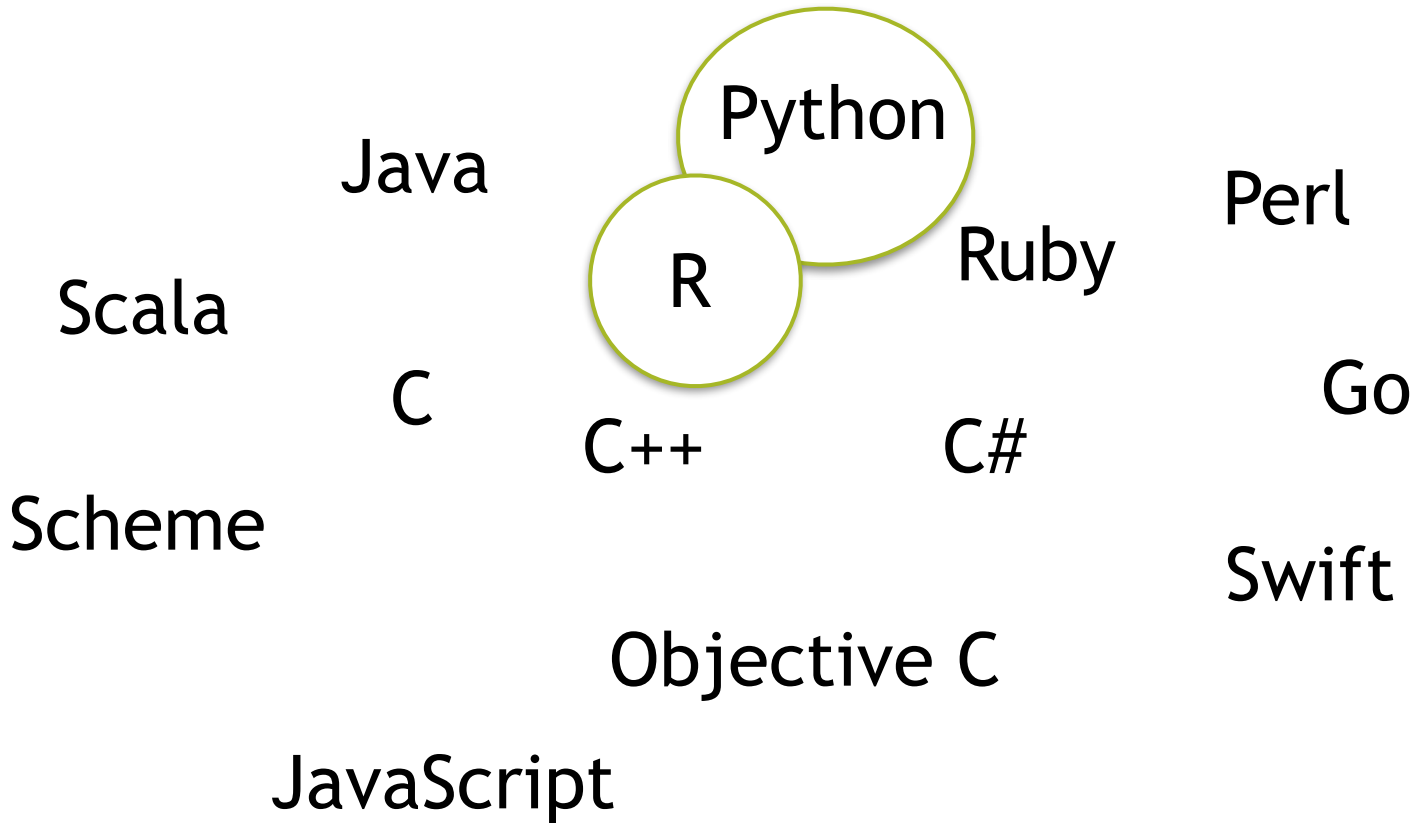 Python
Java
Perl
Ruby
R
Scala
Go
C
C++
C#
Scheme
Swift
Objective C
JavaScript